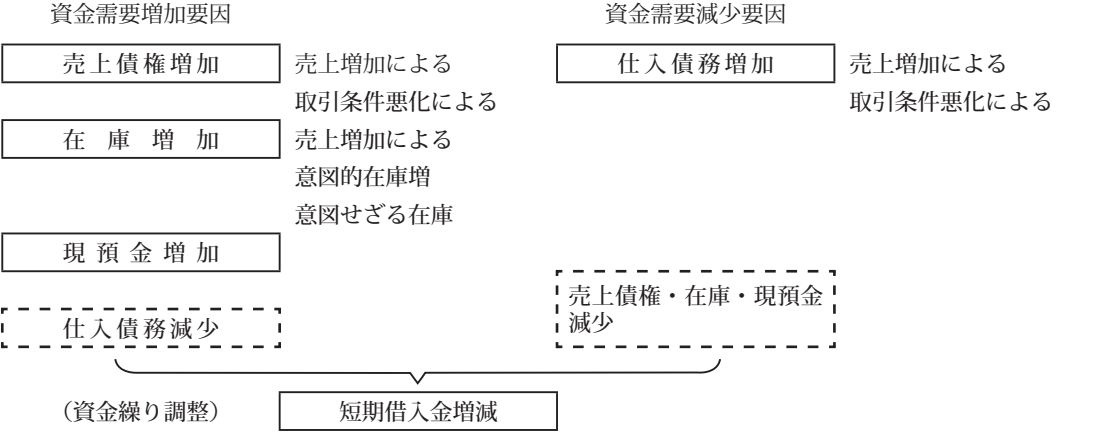 資金需要増加要因
売上債権増加
売上増加による
取引条件悪化による
在庫増加
売上増加による
意図的在庫増
意図せざる在庫
現預金増加
仕入債務減少
資金需要減少要因
仕入債務増加
売上増加による
取引条件悪化による
売上債権・在庫・現預金
減少
（資金繰り調整）
短期借入金増減